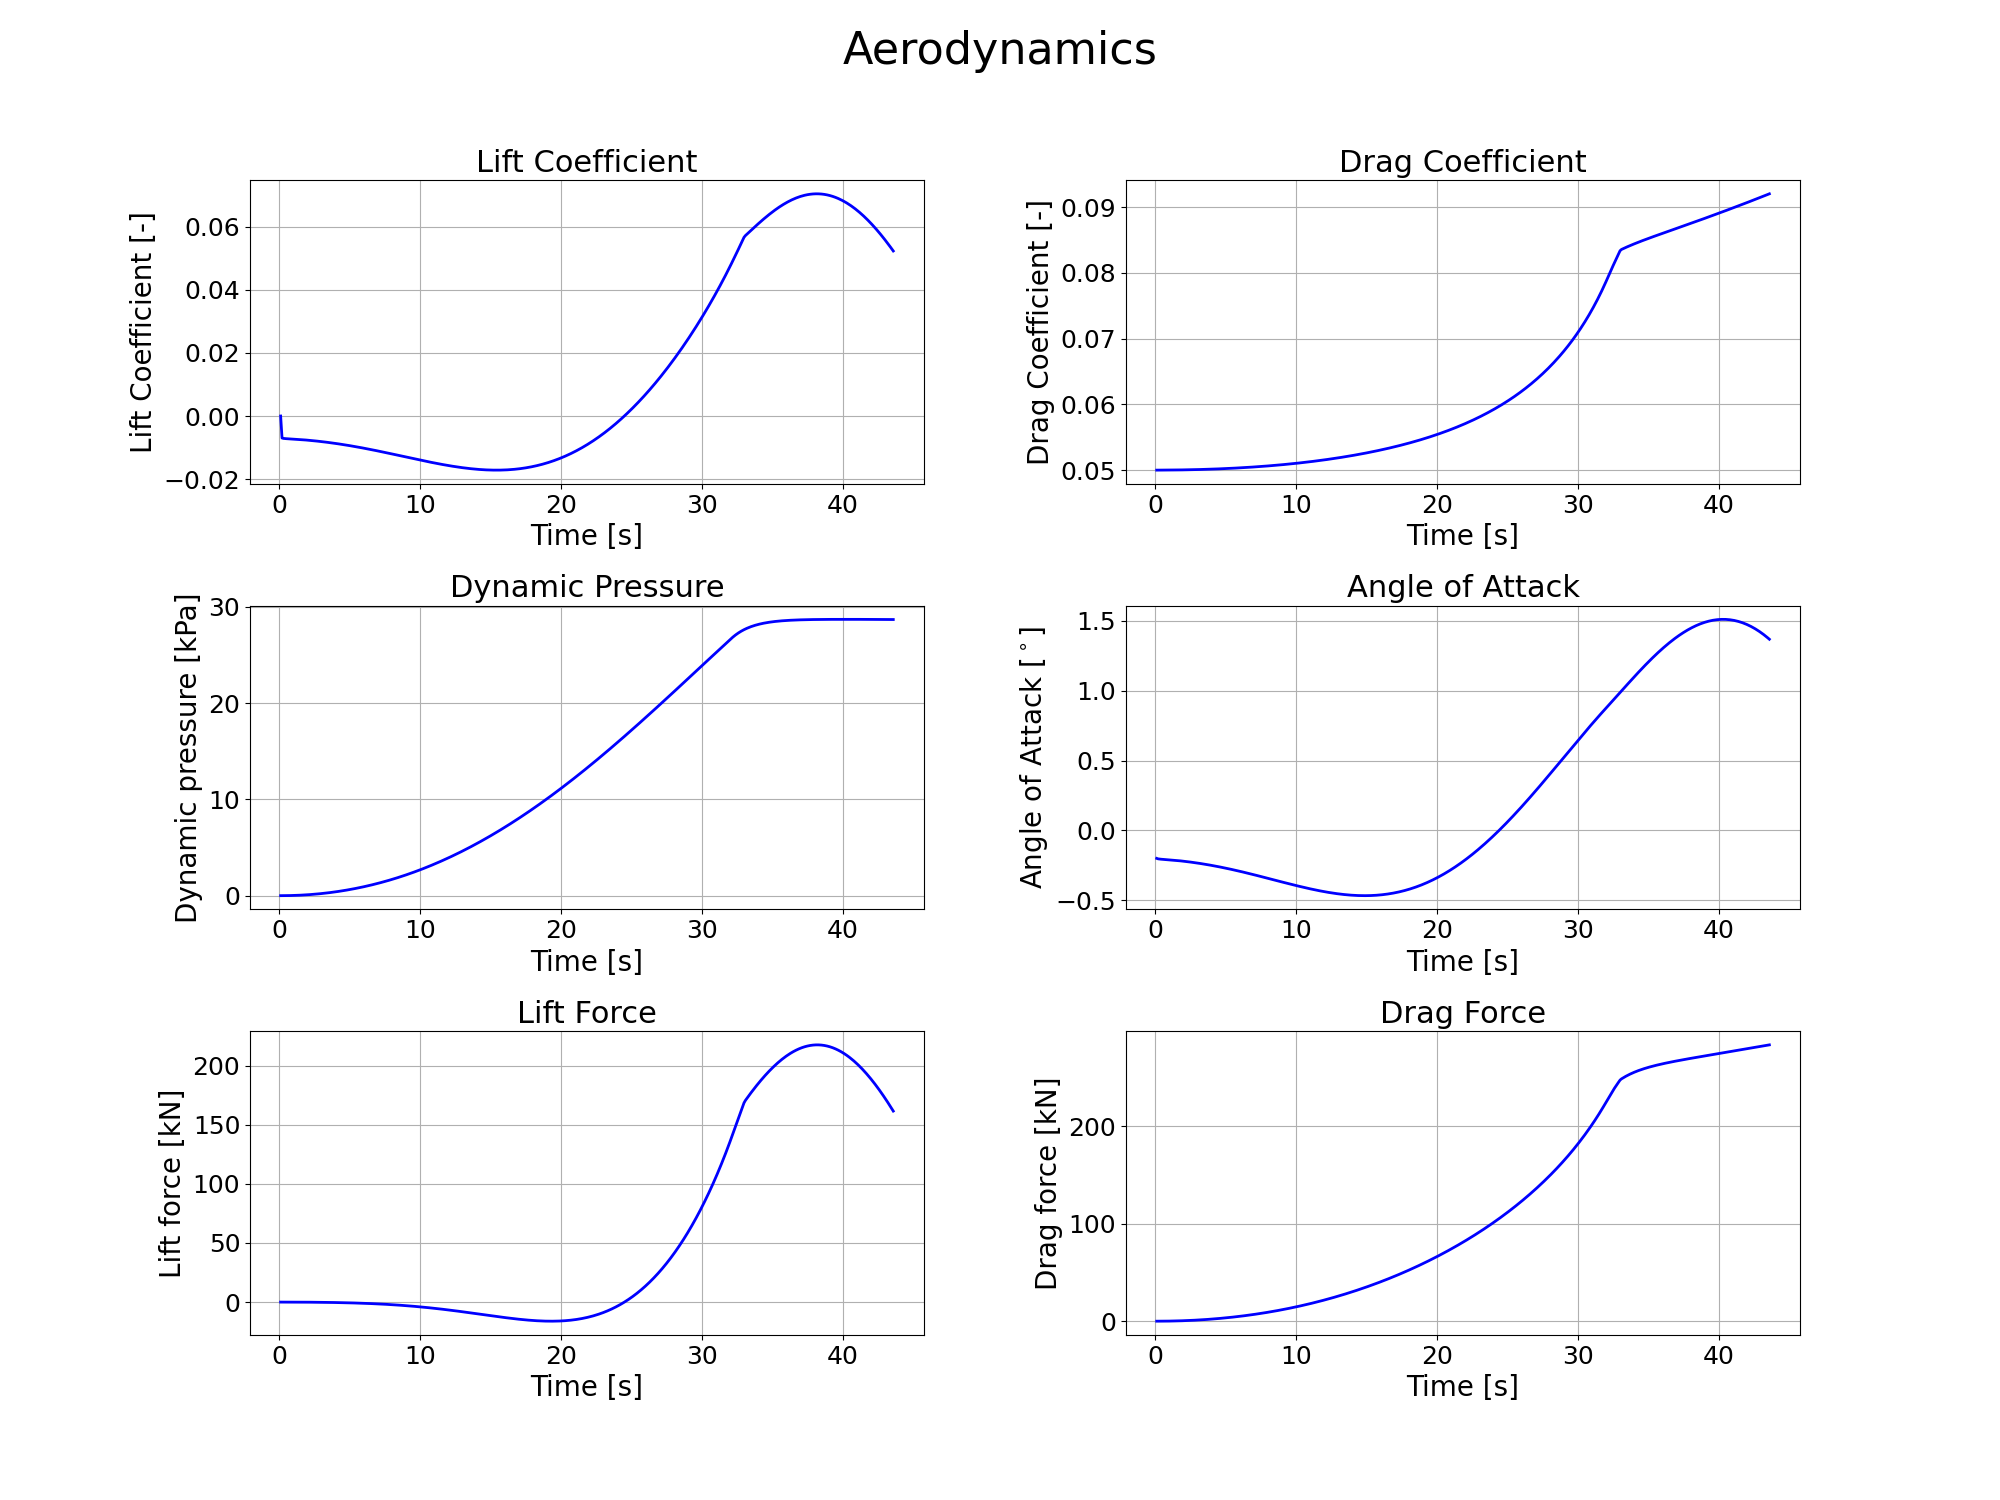 Aerodynamics
Lift Coefficient
Lift Coefficient [-]
0.06
0.04
0.02
0.00
−0.02
0 10 20 30 40
Time [s]
Drag Coefficient
Drag Coefficient [-]
0.09
0.08
0.07
0.06
0.05
0 10 20 30 40
Time [s]
Dynamic Pressure
Dynamic pressure [kPa]
30
20
10
0
0 10 20 30 40
Time [s]
Angle of Attack
Angle of Attack [°]
1.5
1.0
0.5
0.0
−0.5
0 10 20 30 40
Time [s]
Lift Force
Lift force [kN]
200
150
100
50
0
0 10 20 30 40
Time [s]
Drag Force
Drag force [kN]
200
100
0
0 10 20 30 40
Time [s]